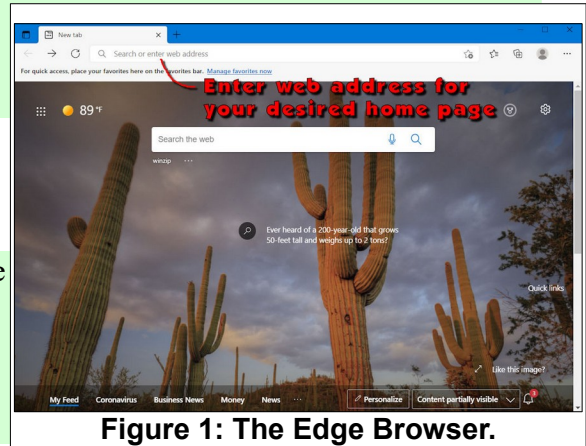 New tab
Search or enter web address
For quick access, place your favorites here on the favorites bar. Manage favorites now
Enter web address for
your desired home page
89 °F
Search the web
winzip ...
Ever heard of a 200-year-old that grows
50-feet tall and weighs up to 2 tons?
Quick links
Like this image?
My Feed Coronavirus Business News Money News ... Personalize Content partially visible 3
e
Figure 1: The Edge Browser.